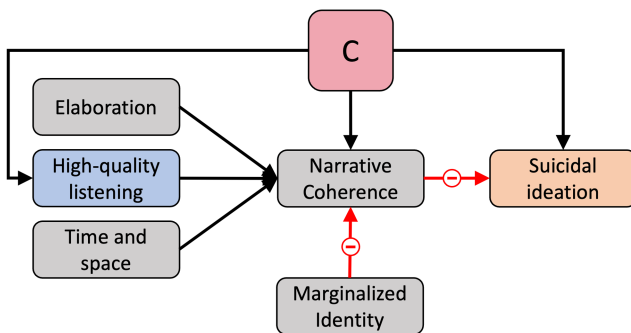 C
Elaboration
High-quality
listening
Narrative
Coherence
Suicidal
ideation
Time and
space
Marginalized
Identity